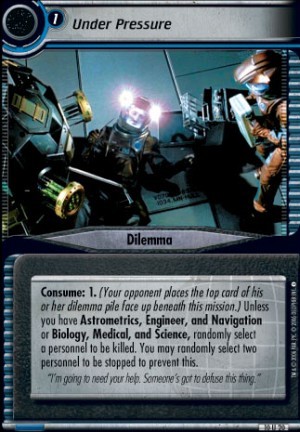 1
Under Pressure
Dilemma
Consume: 1. (Your opponent places the top card of his
or her dilemma pile face up beneath this mission.) Unless
you have Astrometrics, Engineer, and Navigation
or Biology, Medical, and Science, randomly select
a personnel to be killed. You may randomly select two
personnel to be stopped to prevent this.
"I'm going to need your help. Someone's got to defuse this thing."